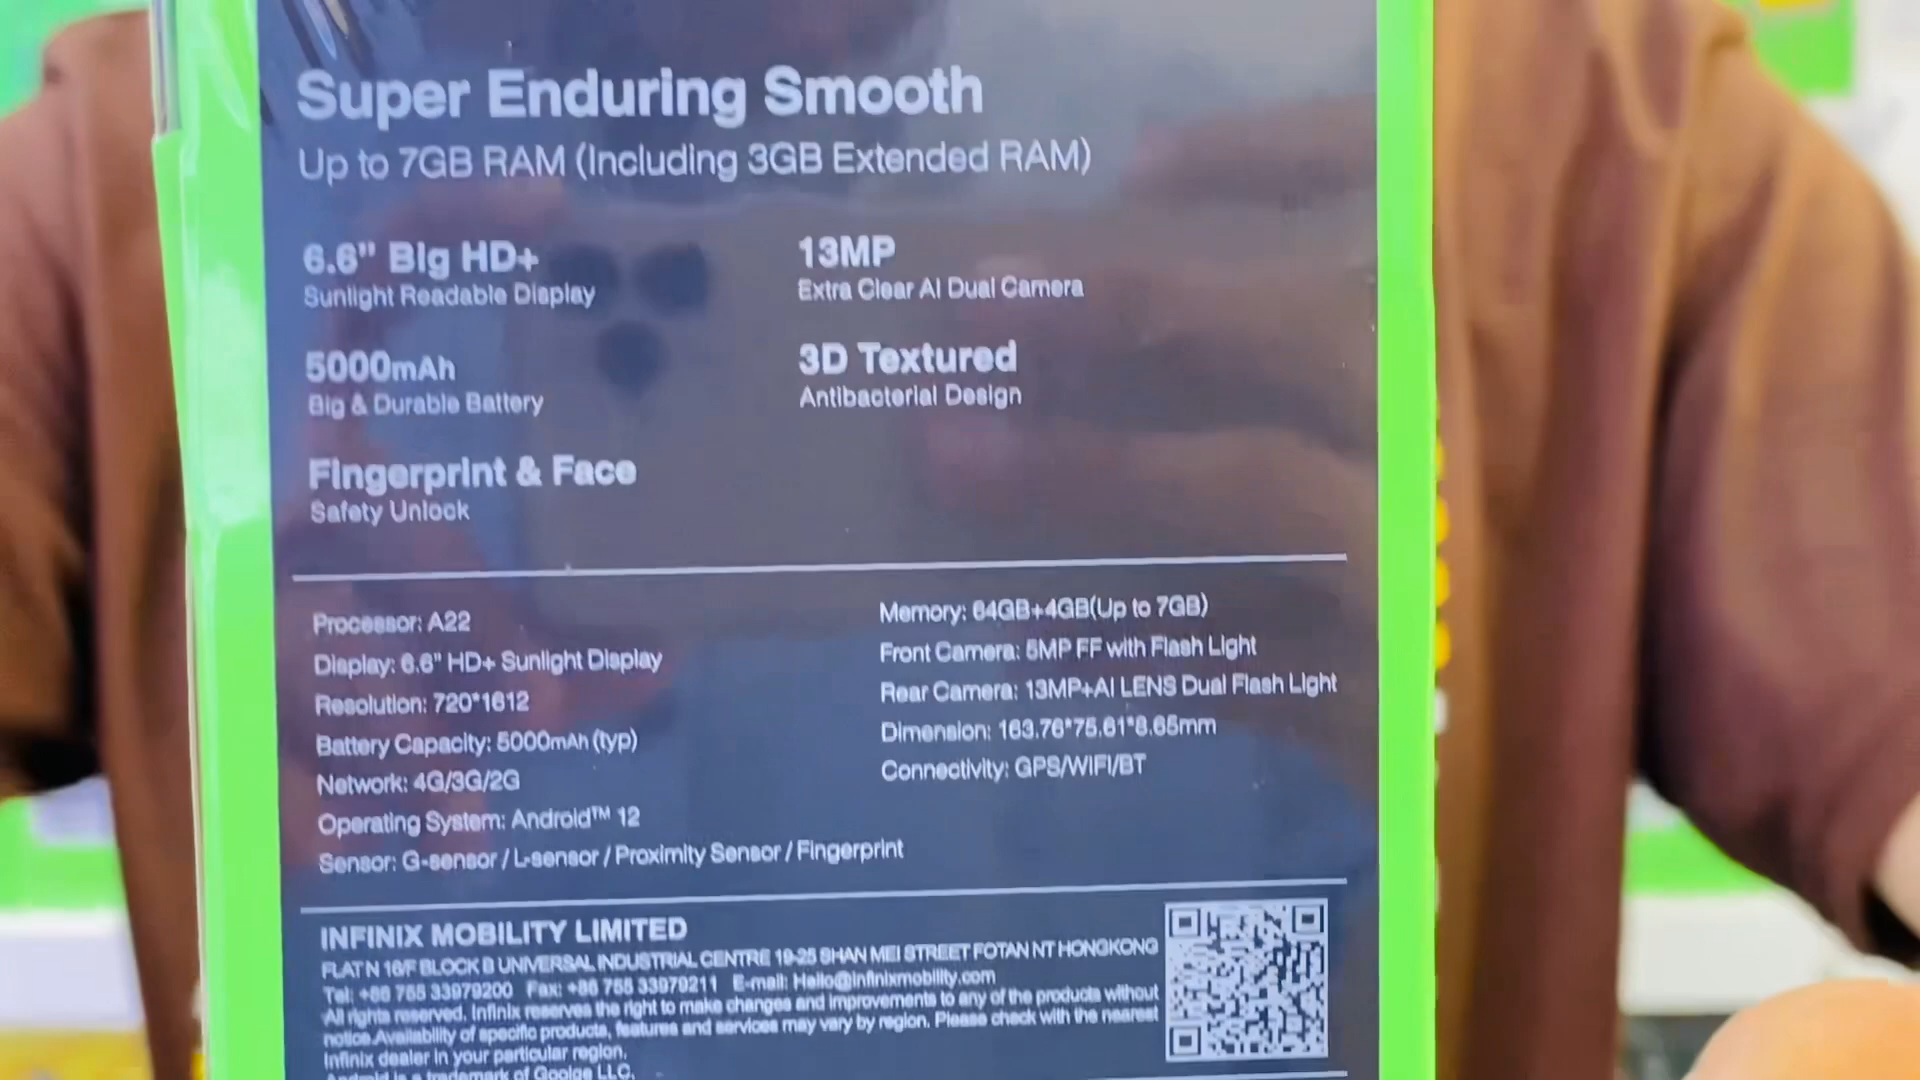 Super Enduring Smooth
Up to 7GB RAM (Including 3GB Extended RAM)
6.6" Big HD+
Sunlight Readable Display
13MP
Extra Clear AI Dual Camera
5000mAh
Big & Durable Battery
3D Textured
Antibacterial Design
Fingerprint & Face
Safety Unlock
Processor: A22
Display: 6.6" HD+ Sunlight Display
Resolution: 720*1612
Battery Capacity: 5000mAh (typ)
Network: 4G/3G/2G
Operating System: Android™ 12
Sensor: G-sensor / L-sensor / Proximity Sensor / Fingerprint
Memory: 64GB+4GB(Up to 7GB)
Front Camera: 5MP FF with Flash Light
Rear Camera: 13MP+AI LENS Dual Flash Light
Dimension: 163.76*75.61*8.65mm
Connectivity: GPS/WIFI/BT
INFINIX MOBILITY LIMITED
FLAT N 16/F BLOCK B UNIVERSAL INDUSTRIAL CENTRE 19-25 SHAN MEI STREET FOTAN NT HONGKONG
Tel: +86 755 33979200 Fax: +86 755 33979211 E-mail: Hello@infinixmobility.com
All rights reserved. Infinix reserves the right to make changes and improvements to any of the products without
notice.Availability of specific products, features and services may vary by region. Please check with the nearest
Infinix dealer in your particular region.
Android is a trademark of Goolge LLC.